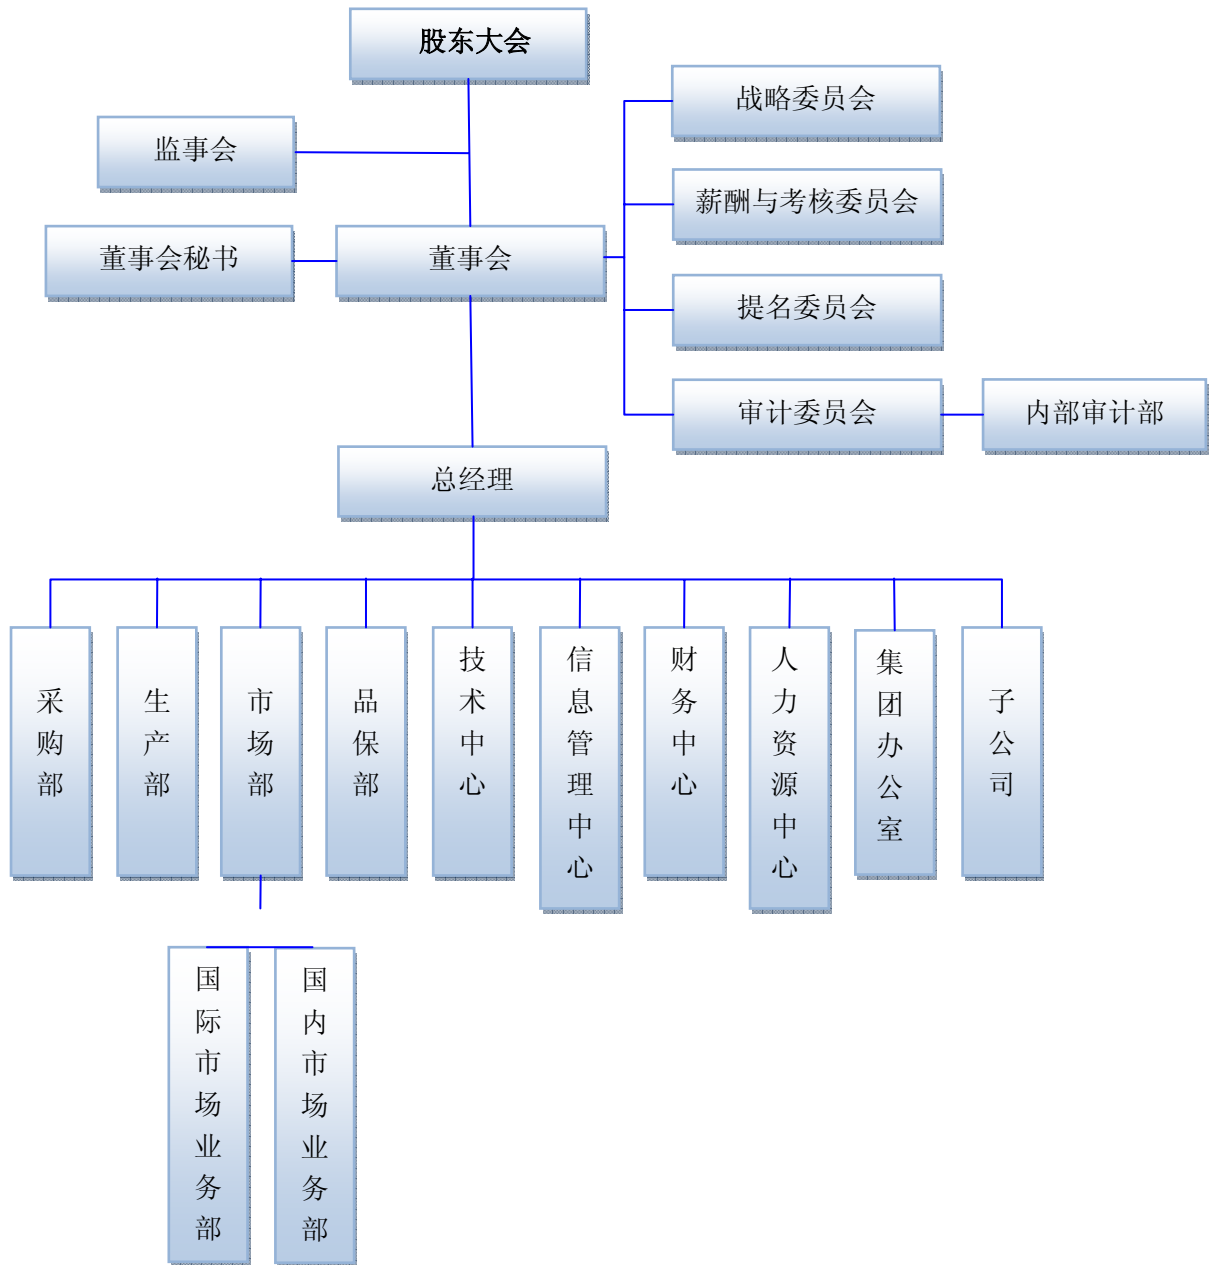 股东大会
战略委员会
监事会
薪酬与考核委员会
董事会秘书
董事会
提名委员会
审计委员会
内部审计部
总经理
采购部
生产部
市场部
品保部
技术中心
信息管理中心
财务中心
人力资源中心
集团办公室
子公司
国际市场业务部
国内市场业务部